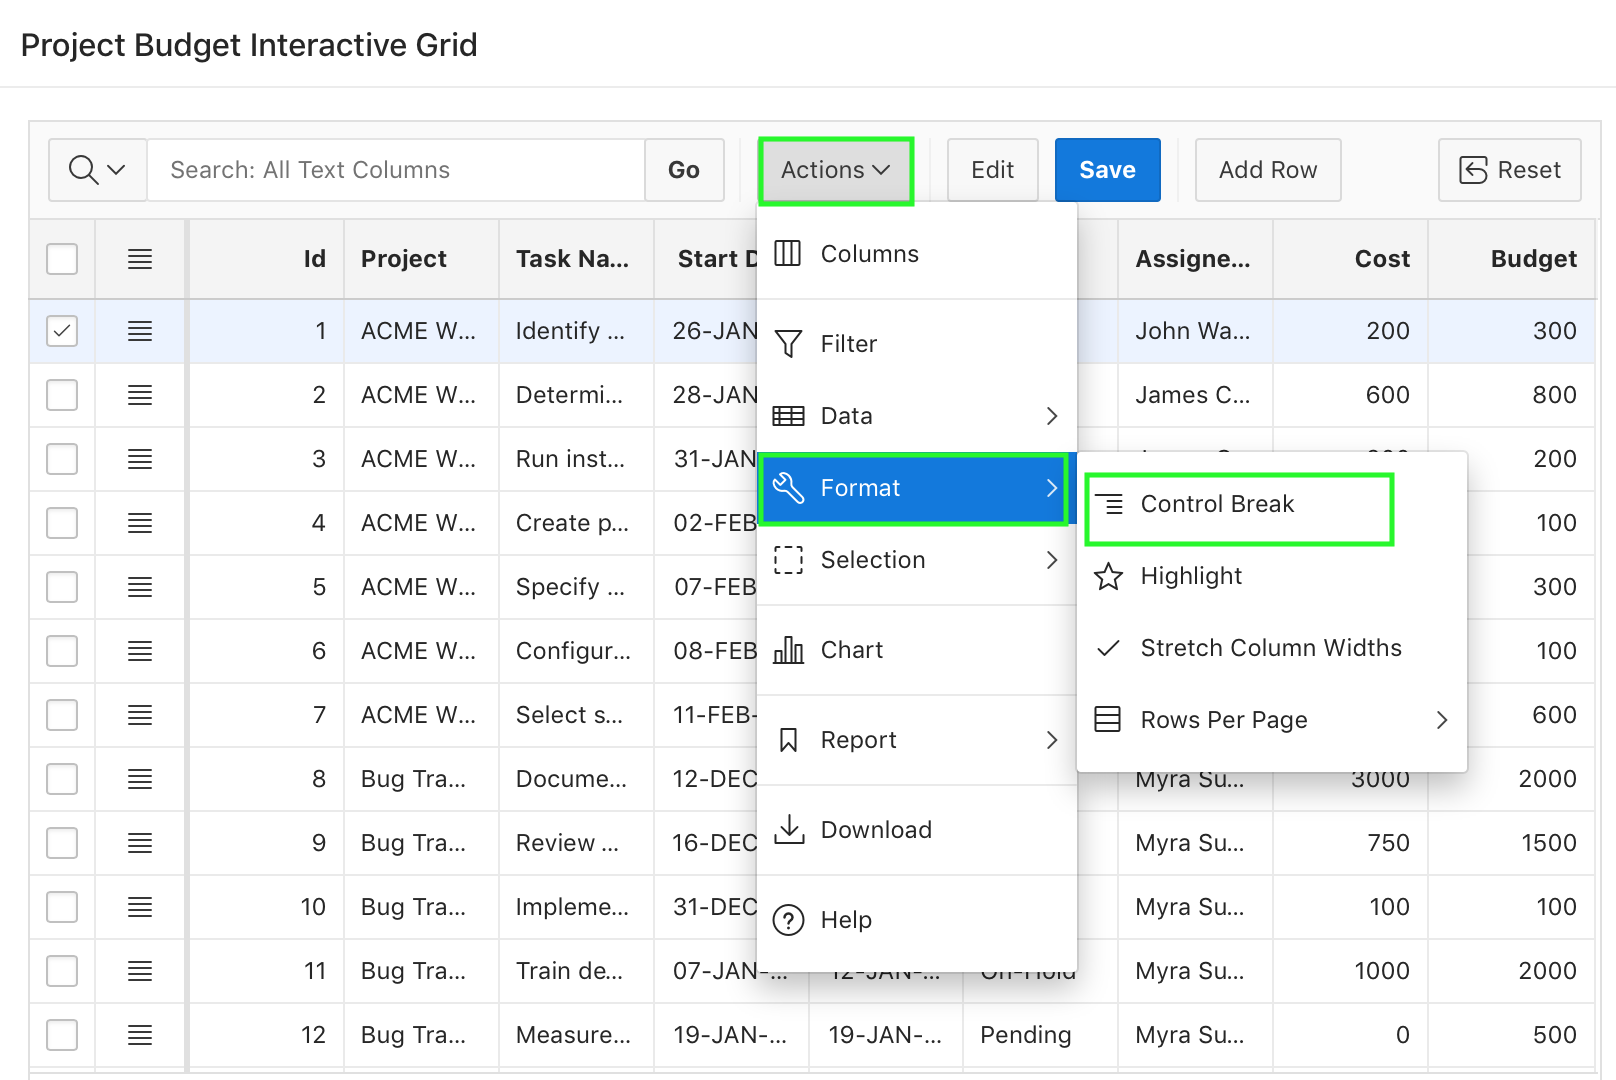 Project Budget Interactive Grid
Search: All Text Columns Go Actions Edit Save Add Row Reset
Id Project Task Na... Start D Assigne... Cost Budget
1 ACME W... Identify ... 26-JAN John Wa... 200 300
2 ACME W... Determi... 28-JAN James C... 600 800
3 ACME W... Run inst... 31-JAN 200
4 ACME W... Create p... 02-FEB 100
5 ACME W... Specify ... 07-FEB 300
6 ACME W... Configur... 08-FEB 100
7 ACME W... Select s... 11-FEB- 600
8 Bug Tra... Docume... 12-DEC Myra Su... 3000 2000
9 Bug Tra... Review ... 16-DEC Myra Su... 750 1500
10 Bug Tra... Impleme... 31-DEC Myra Su... 100 100
11 Bug Tra... Train de... 07-JAN-... 12-JAN-... On-Hold Myra Su... 1000 2000
12 Bug Tra... Measure... 19-JAN-... 19-JAN-... Pending Myra Su... 0 500
Columns
Filter
Data
Format
Selection
Chart
Report
Download
Help
Control Break
Highlight
Stretch Column Widths
Rows Per Page